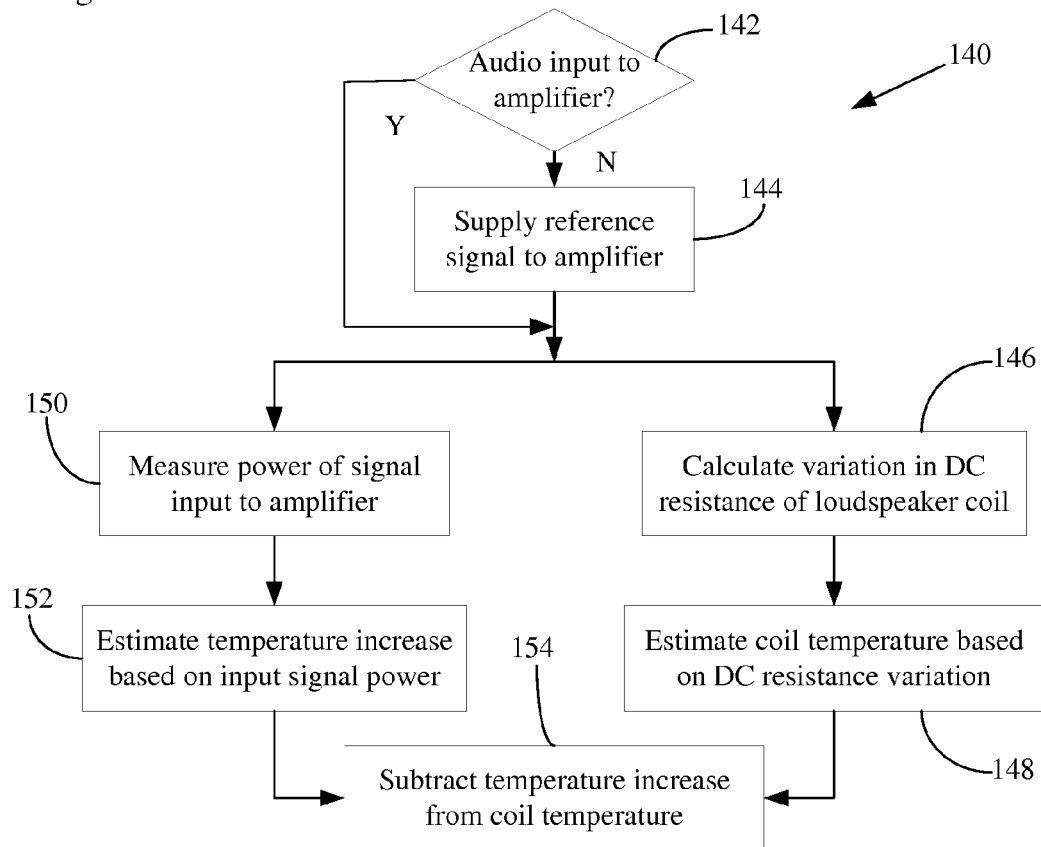 142
Audio input to
amplifier?
140
Y
N
144
Supply reference
signal to amplifier
146
150
Measure power of signal
input to amplifier
Calculate variation in DC
resistance of loudspeaker coil
152
Estimate temperature increase
based on input signal power
154
Estimate coil temperature based
on DC resistance variation
148
Subtract temperature increase
from coil temperature